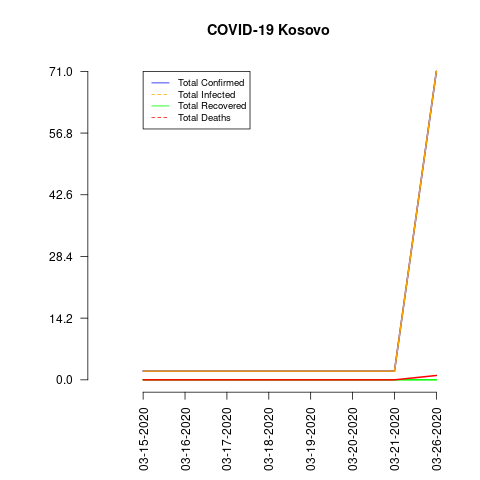 COVID-19 Kosovo
71.0
56.8
42.6
28.4
14.2
0.0
Total Confirmed
Total Infected
Total Recovered
Total Deaths
03-15-2020
03-16-2020
03-17-2020
03-18-2020
03-19-2020
03-20-2020
03-21-2020
03-26-2020